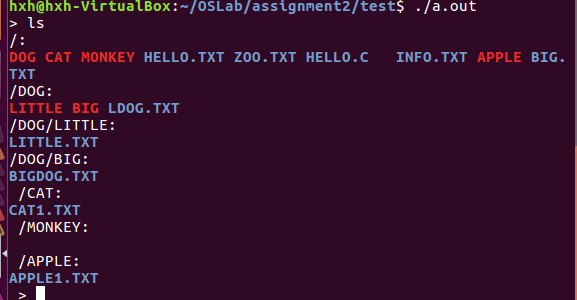 hxh@hxh-VirtualBox:~/OSLab/assignment2/test$ ./a.out
> ls
/:
DOG CAT MONKEY HELLO.TXT ZOO.TXT HELLO.C   INFO.TXT APPLE BIG.
TXT
/DOG:
LITTLE BIG LDOG.TXT
/DOG/LITTLE:
LITTLE.TXT
/DOG/BIG:
BIGDOG.TXT
 /CAT:
CAT1.TXT
 /MONKEY:

 /APPLE:
APPLE1.TXT
 >